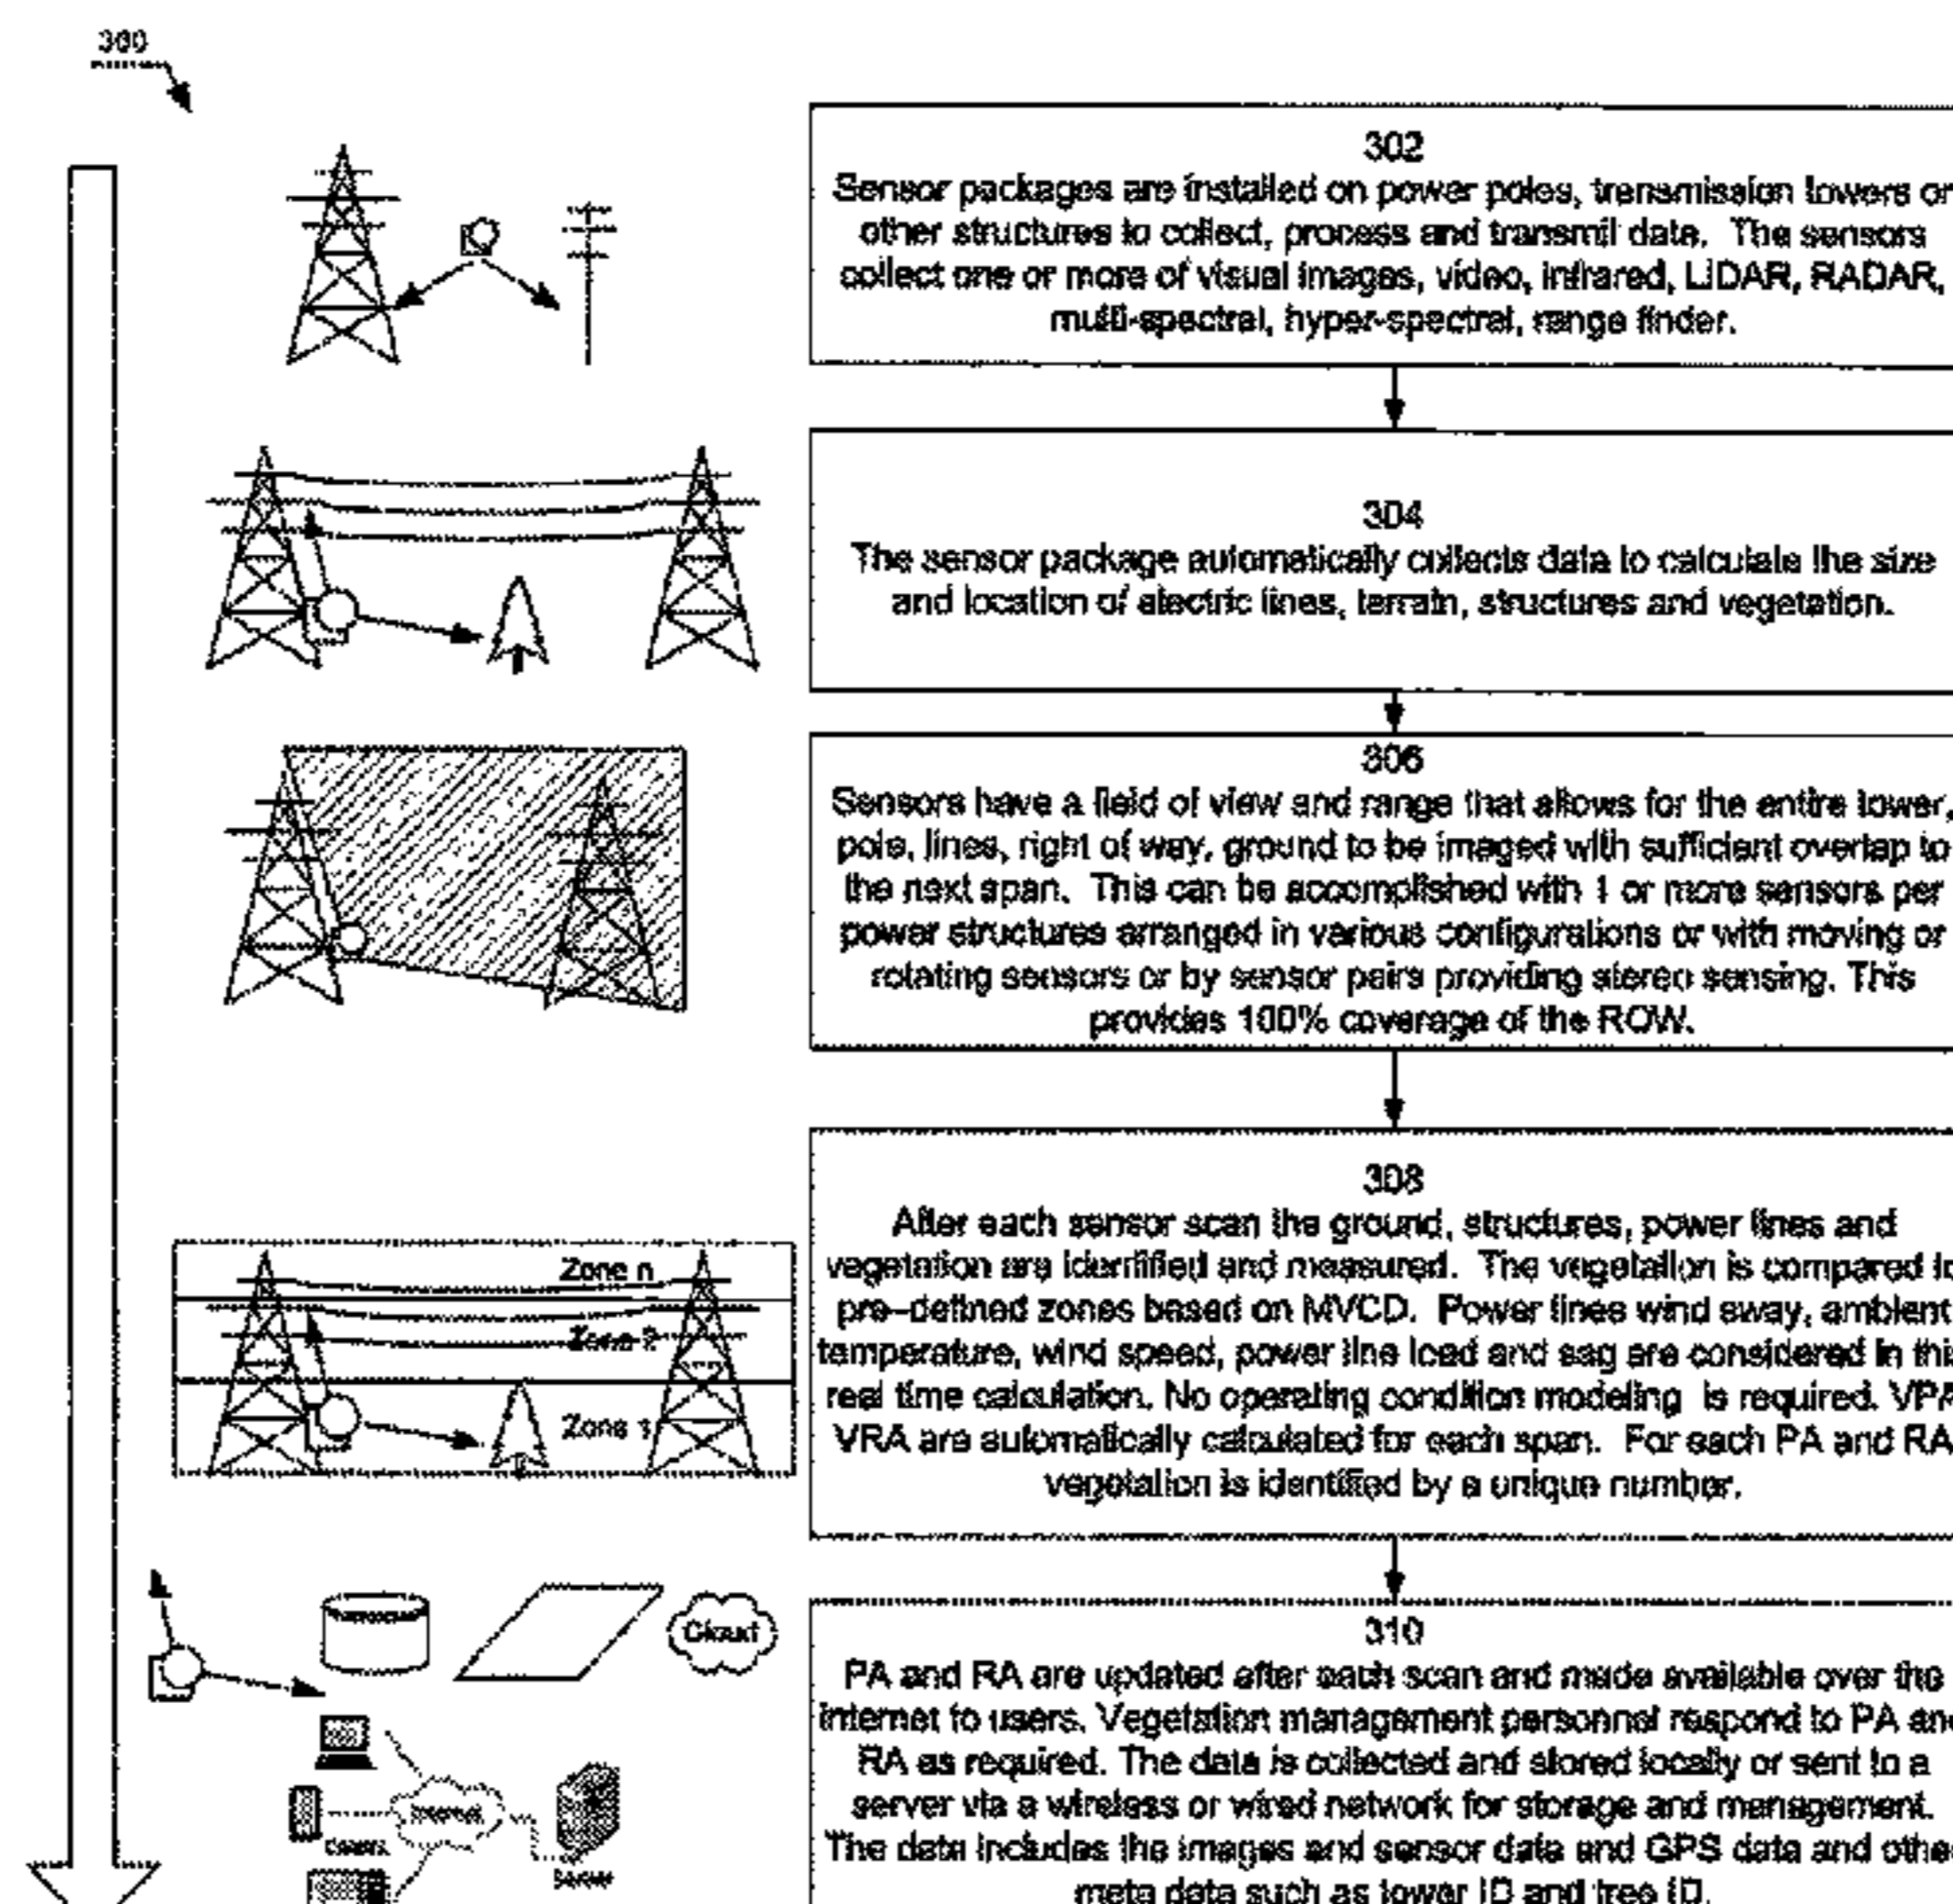 300
302
Sensor packages are installed on power poles, transmission towers or
other structures to collect, process and transmit date. The sensors
collect one or more of visual images, video, infrared, LiDAR, RADAR,
multi-spectral, hyper-spectral, range finder.
304
The sensor package automatically collects data to calculate the size
and location of electric lines, terrain, structures and vegetation.
306
Sensors have a field of view and range that allows for the entire tower,
pole, lines, right of way, ground to be imaged with sufficient overlap to
the next span. This can be accomplished with 1 or more sensors per
power structures arranged in various configurations or with moving or
rotating sensors or by sensor pairs providing stereo sensing. This
provides 100% coverage of the ROW.
308
After each sensor scan the ground, structures, power lines and
vegetation are identified and measured. The vegetation is compared to
pre-defined zones based on MVCD. Power lines wind sway, ambient
temperature, wind speed, power line load and sag are considered in this
real time calculation. No operating condition modeling is required. VPA
VRA are automatically calculated for each span. For each PA and RA
vegetation is identified by a unique number.
Zone n
Zone 2
Zone 1
310
PA and RA are updated after each scan and made available over the
internet to users. Vegetation management personnel respond to PA and
RA as required. The data is collected and stored locally or sent to a
server via a wireless or wired network for storage and management.
The data includes the images and sensor data and GPS data and other
meta data such as tower ID and tree ID.
Cloud
Internet
Clients
Server